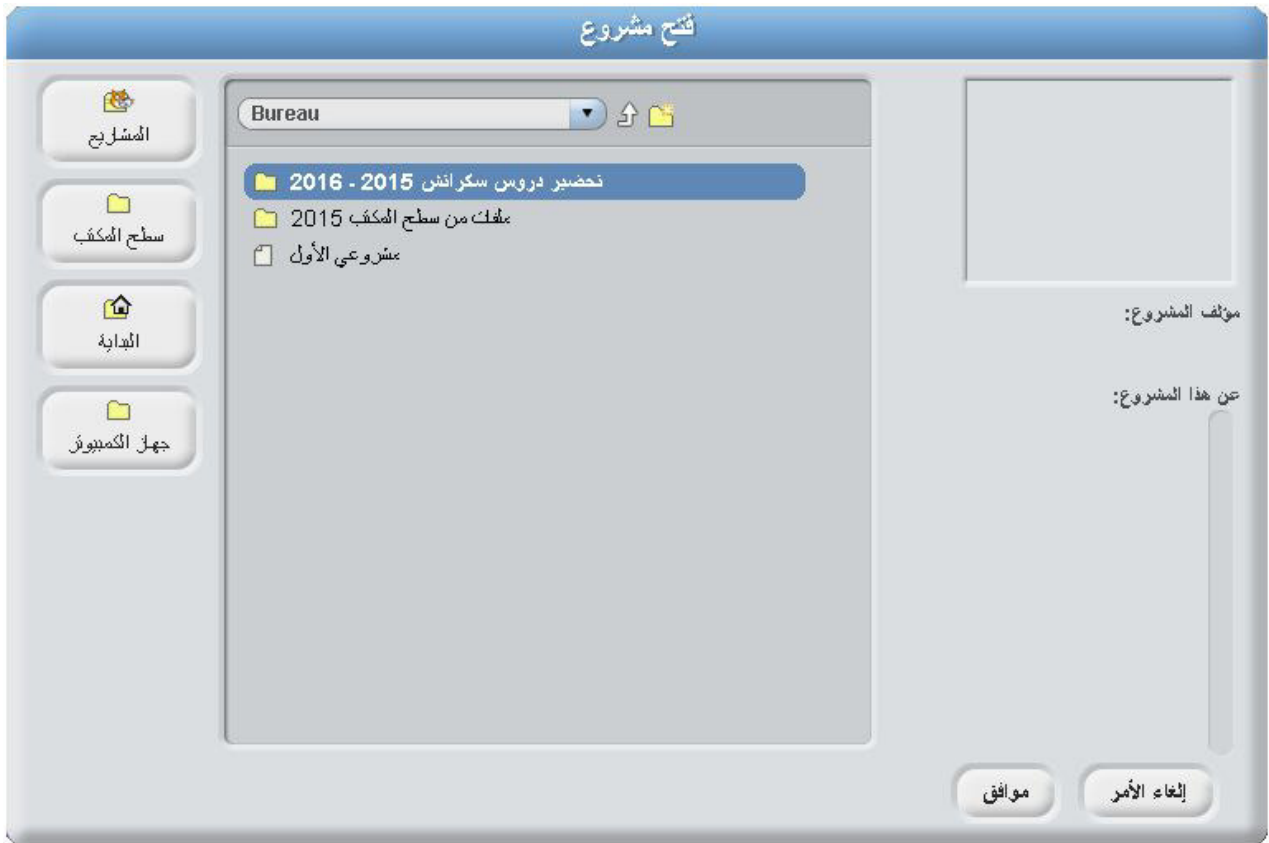 فتح مشروع
المشاريع
سطح المكتب
البداية
جهاز الكمبيوتر
Bureau
تحضير دروس سكراتش 2015 - 2016
ملفات من سطح المكتب 2015
مشروعي الأول
مؤلف المشروع:
عن هذا المشروع:
موافق
إلغاء الأمر